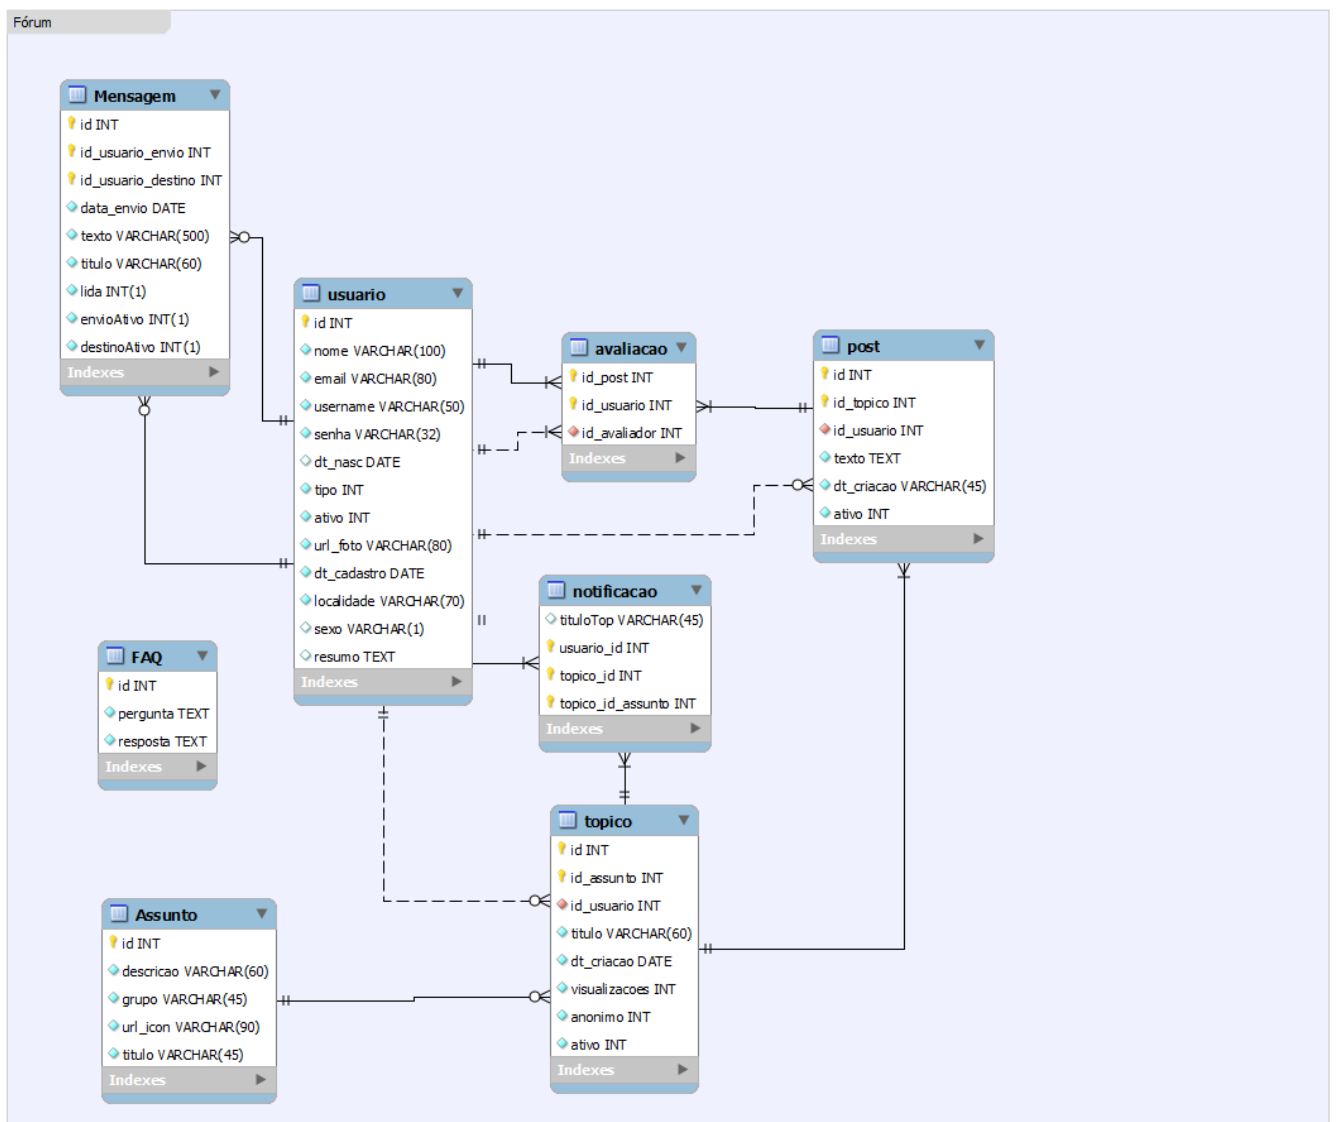 Fórum
Mensagem
id INT
id_usuario_envio INT
id_usuario_destino INT
data_envio DATE
texto VARCHAR(500)
titulo VARCHAR(60)
lida INT(1)
envioAtivo INT(1)
destinoAtivo INT(1)
Indexes
usuario
id INT
nome VARCHAR(100)
email VARCHAR(80)
username VARCHAR(50)
senha VARCHAR(32)
dt_nasc DATE
tipo INT
ativo INT
url_foto VARCHAR(80)
dt_cadastro DATE
localidade VARCHAR(70)
sexo VARCHAR(1)
resumo TEXT
Indexes
avaliacao
id_post INT
id_usuario INT
id_avaliador INT
Indexes
post
id INT
id_topico INT
id_usuario INT
texto TEXT
dt_criacao VARCHAR(45)
ativo INT
Indexes
notificacao
tituloTop VARCHAR(45)
usuario_id INT
topico_id INT
topico_id_assunto INT
Indexes
FAQ
id INT
pergunta TEXT
resposta TEXT
Indexes
topico
id INT
id_assunto INT
id_usuario INT
titulo VARCHAR(60)
dt_criacao DATE
visualizacoes INT
anonimo INT
ativo INT
Indexes
Assunto
id INT
descricao VARCHAR(60)
grupo VARCHAR(45)
url_icon VARCHAR(90)
titulo VARCHAR(45)
Indexes